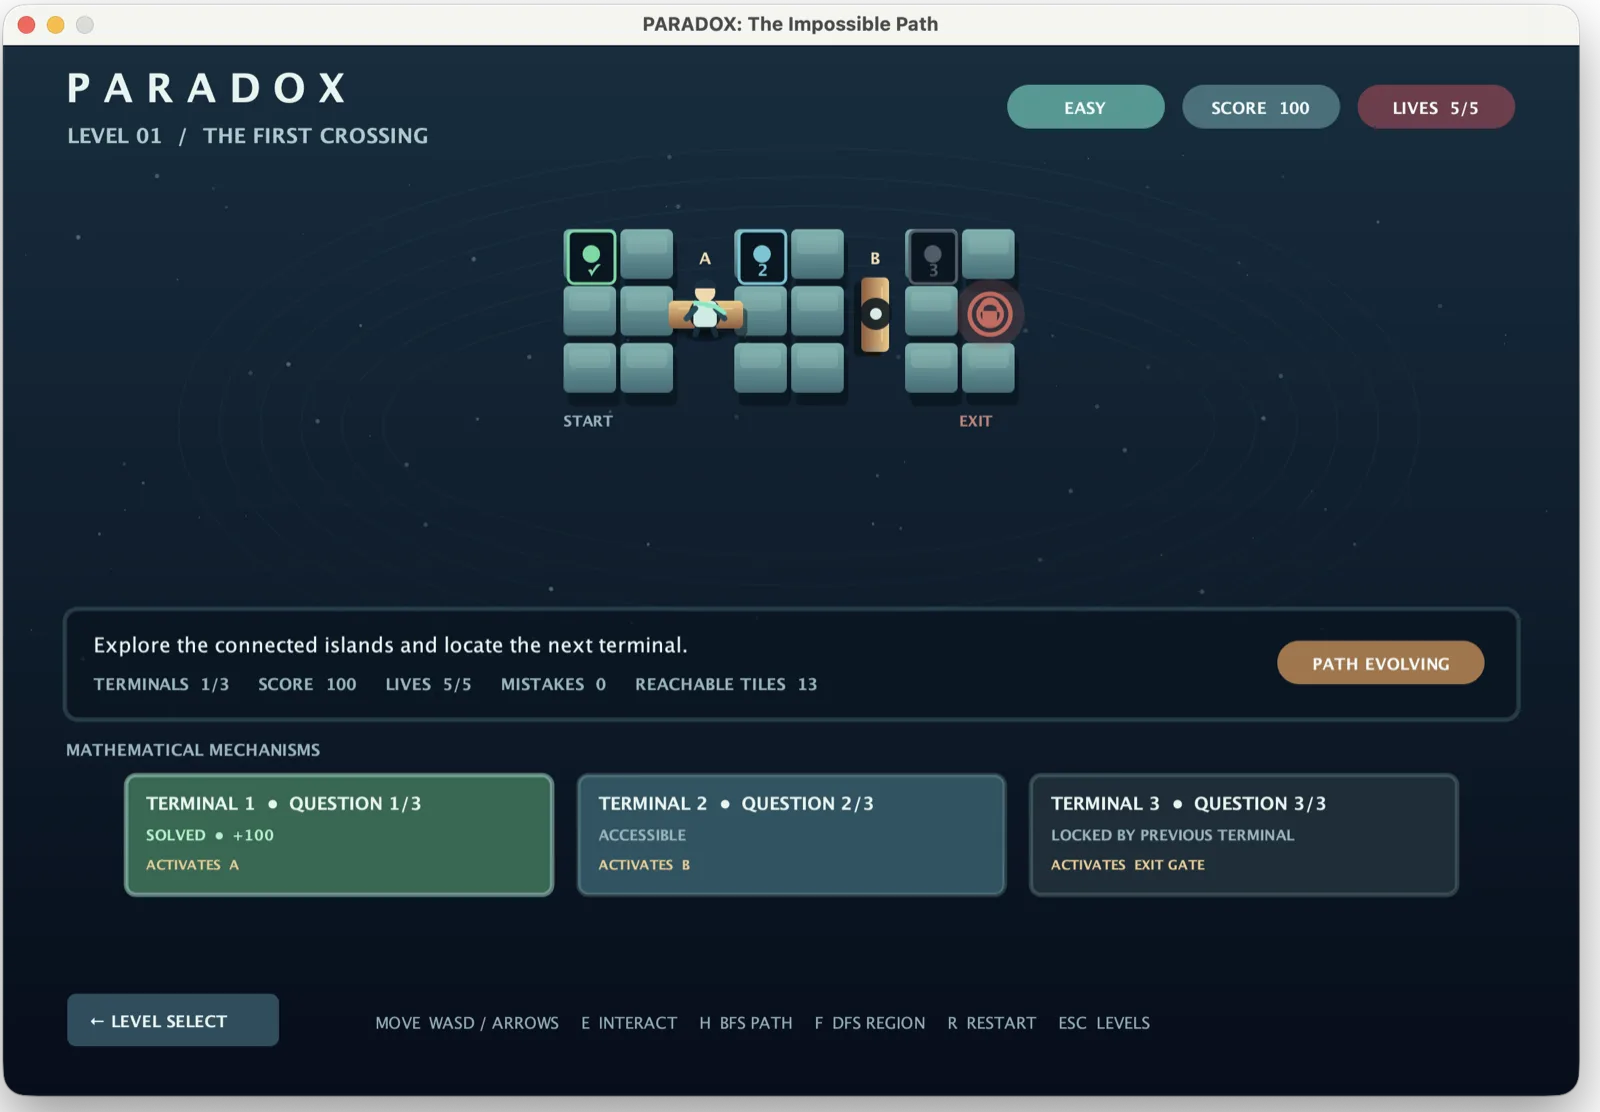 PARADOX: The Impossible Path
PARADOX
LEVEL 01 / THE FIRST CROSSING
EASY
SCORE 100
LIVES 5/5
A
B
✓
2
3
START
EXIT
Explore the connected islands and locate the next terminal.
TERMINALS 1/3 SCORE 100 LIVES 5/5 MISTAKES 0 REACHABLE TILES 13
PATH EVOLVING
MATHEMATICAL MECHANISMS
TERMINAL 1 ● QUESTION 1/3
SOLVED ● +100
ACTIVATES A
TERMINAL 2 ● QUESTION 2/3
ACCESSIBLE
ACTIVATES B
TERMINAL 3 ● QUESTION 3/3
LOCKED BY PREVIOUS TERMINAL
ACTIVATES EXIT GATE
← LEVEL SELECT
MOVE WASD / ARROWS E INTERACT H BFS PATH F DFS REGION R RESTART ESC LEVELS